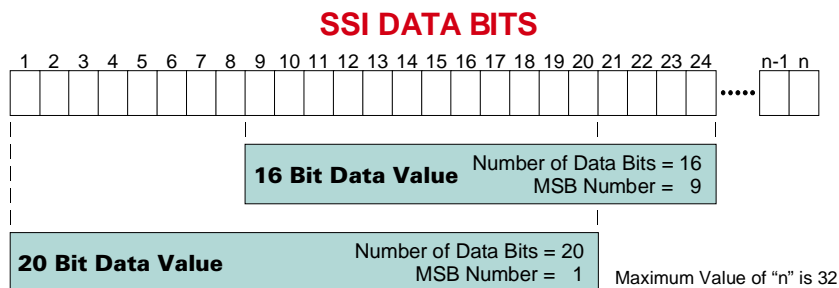 SSI DATA BITS
1 2 3 4 5 6 7 8 9 10 11 12 13 14 15 16 17 18 19 20 21 22 23 24 n-1 n
16 Bit Data Value Number of Data Bits = 16
MSB Number = 9
20 Bit Data Value Number of Data Bits = 20
MSB Number = 1
Maximum Value of “n” is 32